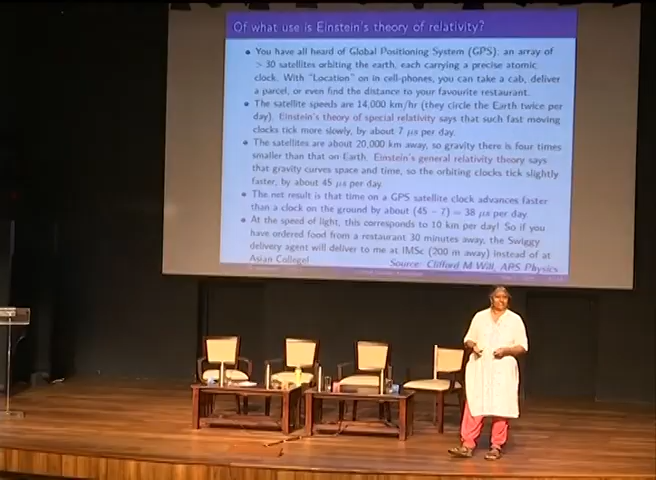 Of what use is Einstein's theory of relativity?
You have all heard of Global Positioning System (GPS), an array of
> 30 satellites orbiting the earth, each carrying a precise atomic
clock. With "Location" on in cell-phones, you can take a cab, deliver
a parcel, or even find the distance to your favourite restaurant.
The satellite speeds are 14,000 km/hr (they circle the Earth twice per
day). Einstein's theory of special relativity says that such fast moving
clocks tick more slowly, by about 7 μs per day.
The satellites are about 20,000 km away, so gravity there is four times
smaller than that on Earth. Einstein's general relativity theory says
that gravity curves space and time, so the orbiting clocks tick slightly
faster, by about 45 μs per day.
The net result is that time on a GPS satellite clock advances faster
than a clock on the ground by about (45 − 7) = 38 μs per day.
At the speed of light, this corresponds to 10 km per day! So if you
have ordered food from a restaurant 30 minutes away, the Swiggy
delivery agent will deliver to me at IMSc (200 m away) instead of at
Asian College! Source: Clifford M Will, APS Physics